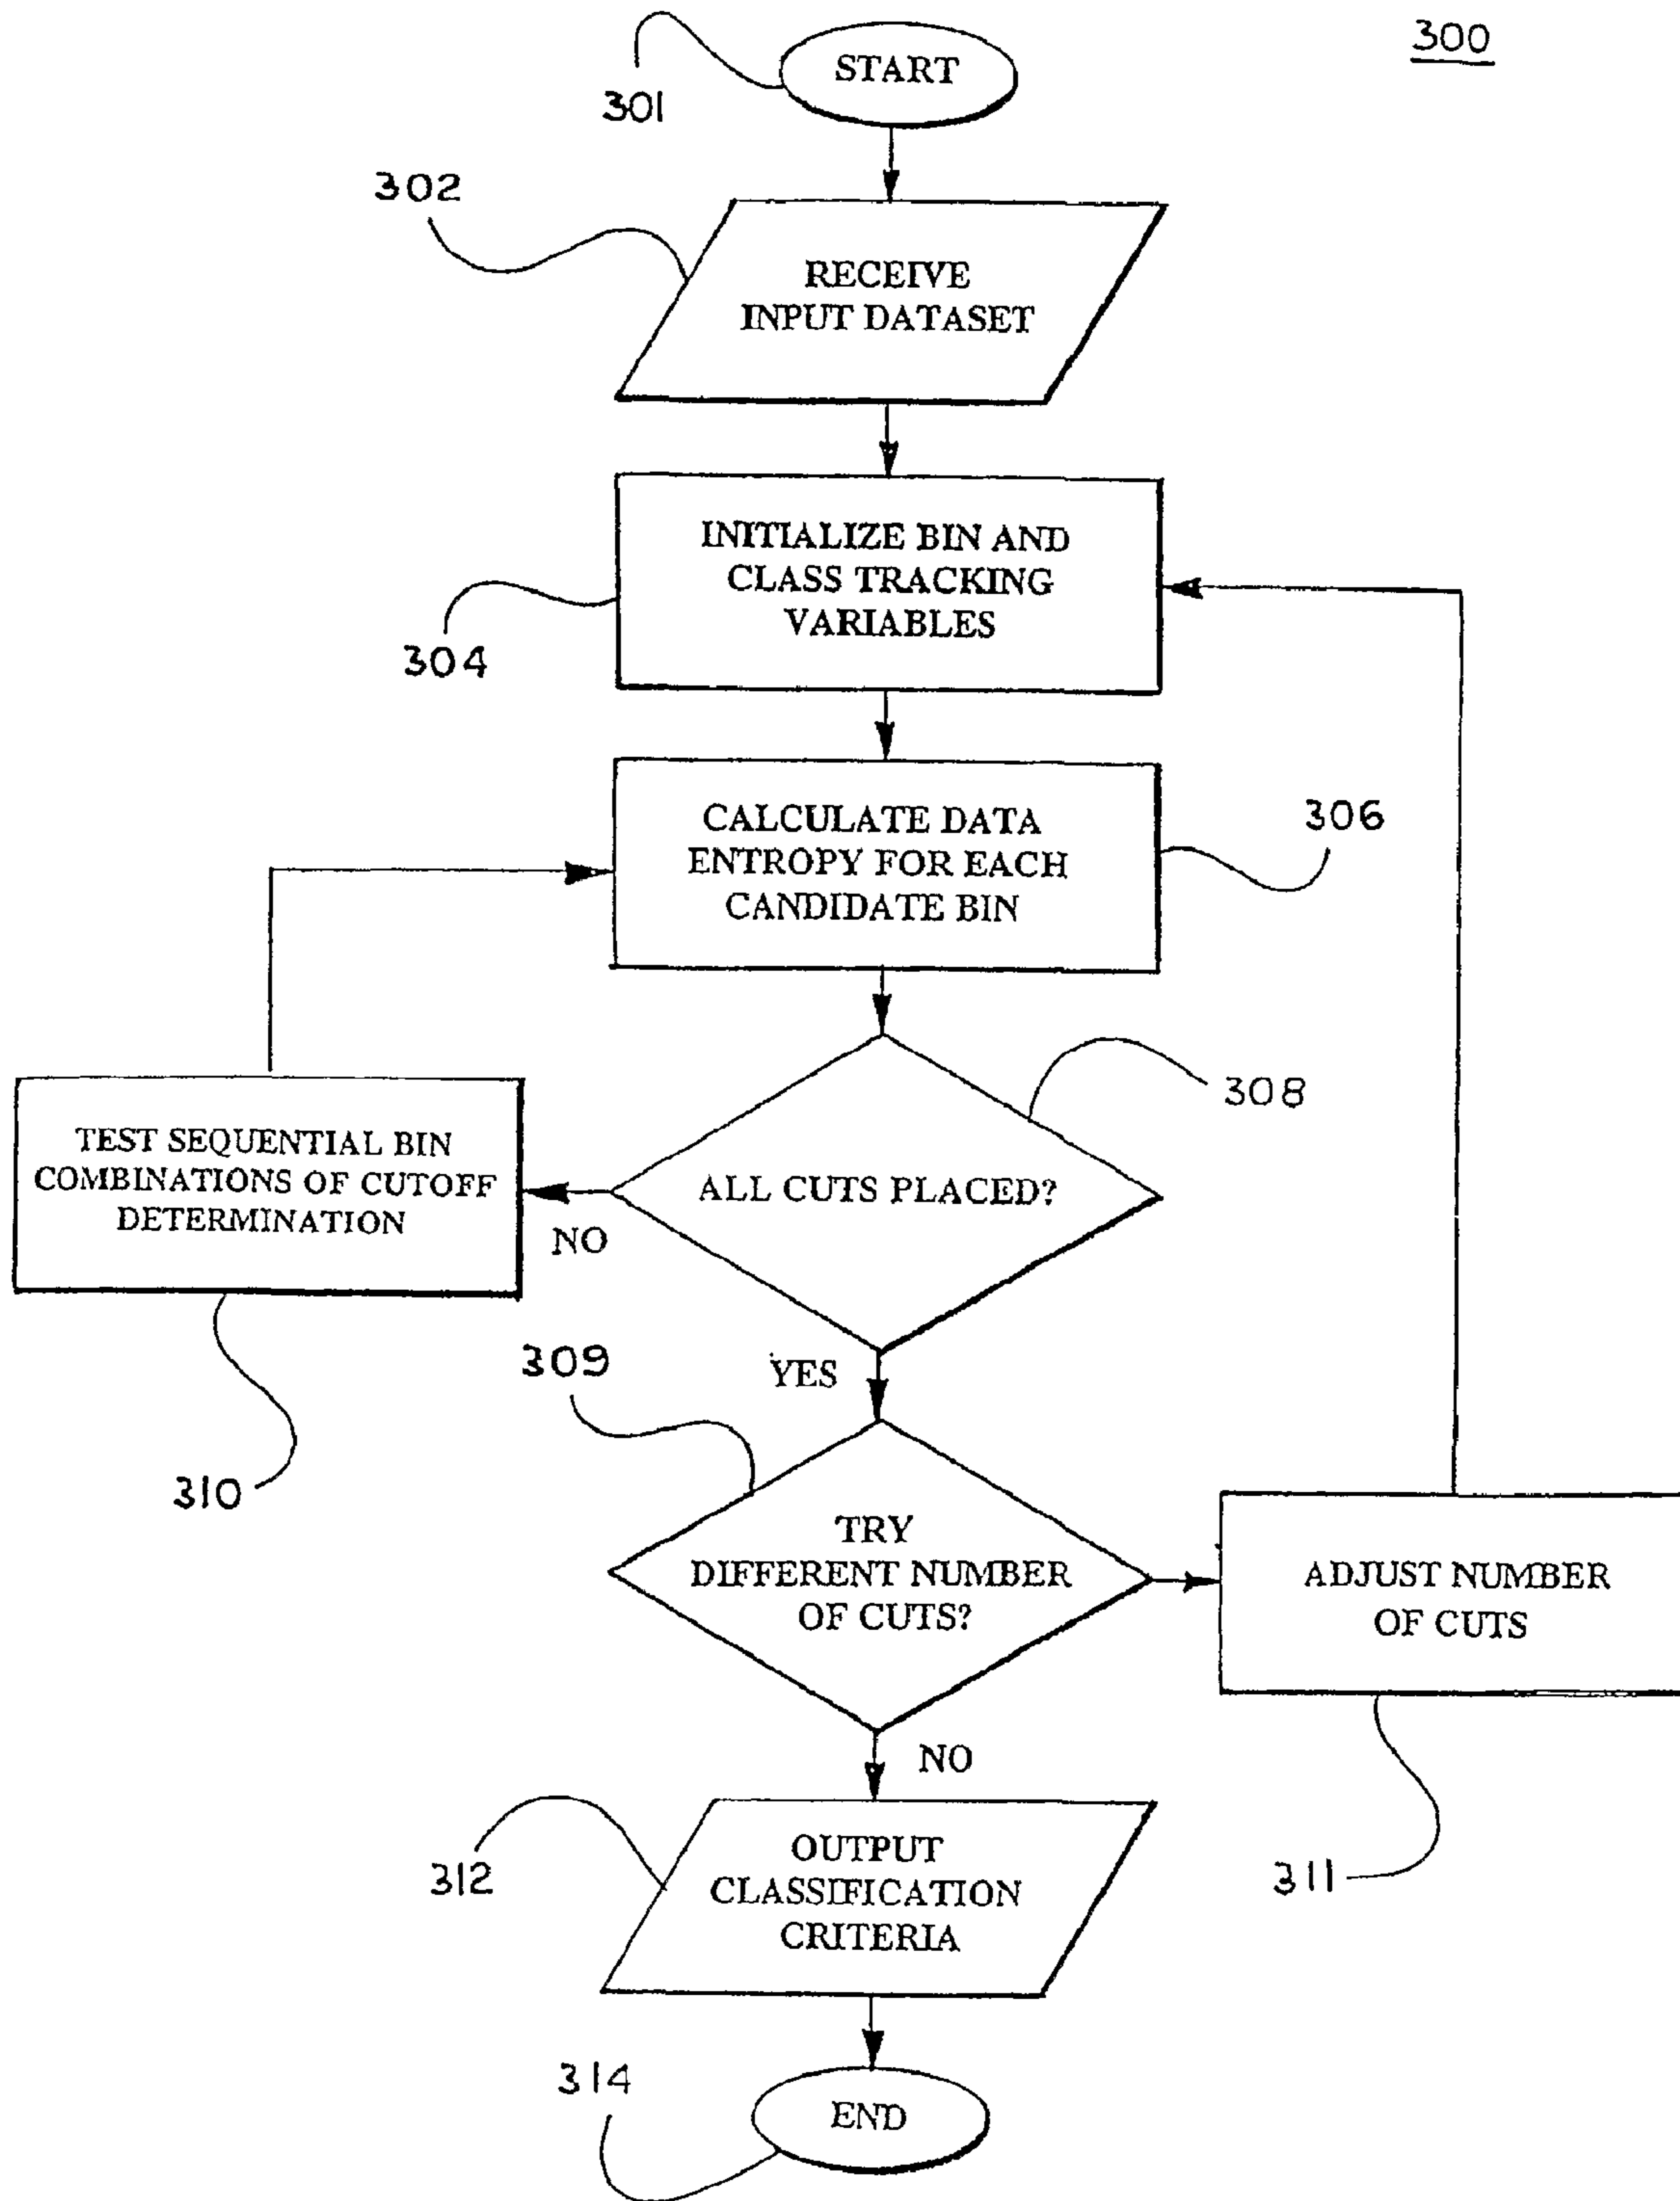 300
START
301
302
RECEIVE
INPUT DATASET
INITIALIZE BIN AND
CLASS TRACKING
VARIABLES
304
CALCULATE DATA
ENTROPY FOR EACH
CANDIDATE BIN
306
308
TEST SEQUENTIAL BIN
COMBINATIONS OF CUTOFF
DETERMINATION
ALL CUTS PLACED?
NO
310
309
YES
TRY
DIFFERENT NUMBER
OF CUTS?
ADJUST NUMBER
OF CUTS
NO
312
OUTPUT
CLASSIFICATION
CRITERIA
311
314
END